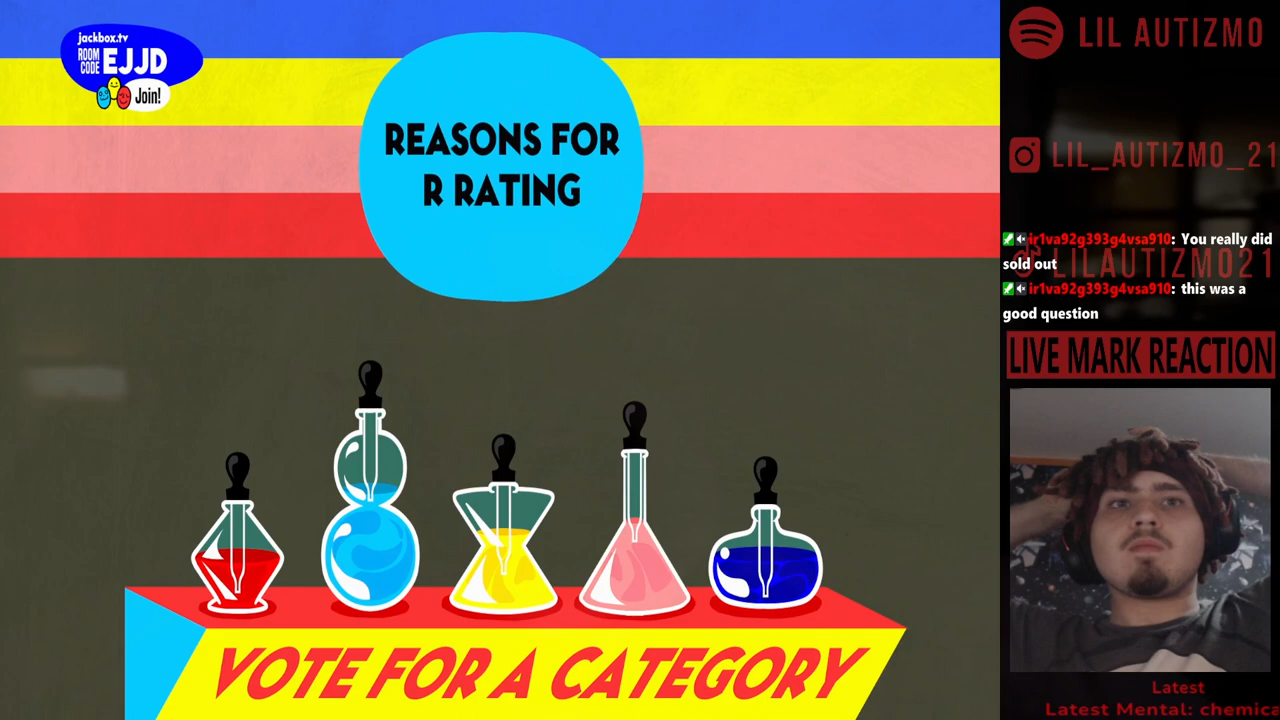 jackbox.tv
ROOM CODE EJJD
Join!
REASONS FOR
R RATING
VOTE FOR A CATEGORY
LIL AUTIZMO
LIL_AUTIZMO_21
ir1va92g393g4vsa910: You really did
sold out
LILAUTIZMO21
ir1va92g393g4vsa910: this was a
good question
LIVE MARK REACTION
Latest
Latest Mental: chemica